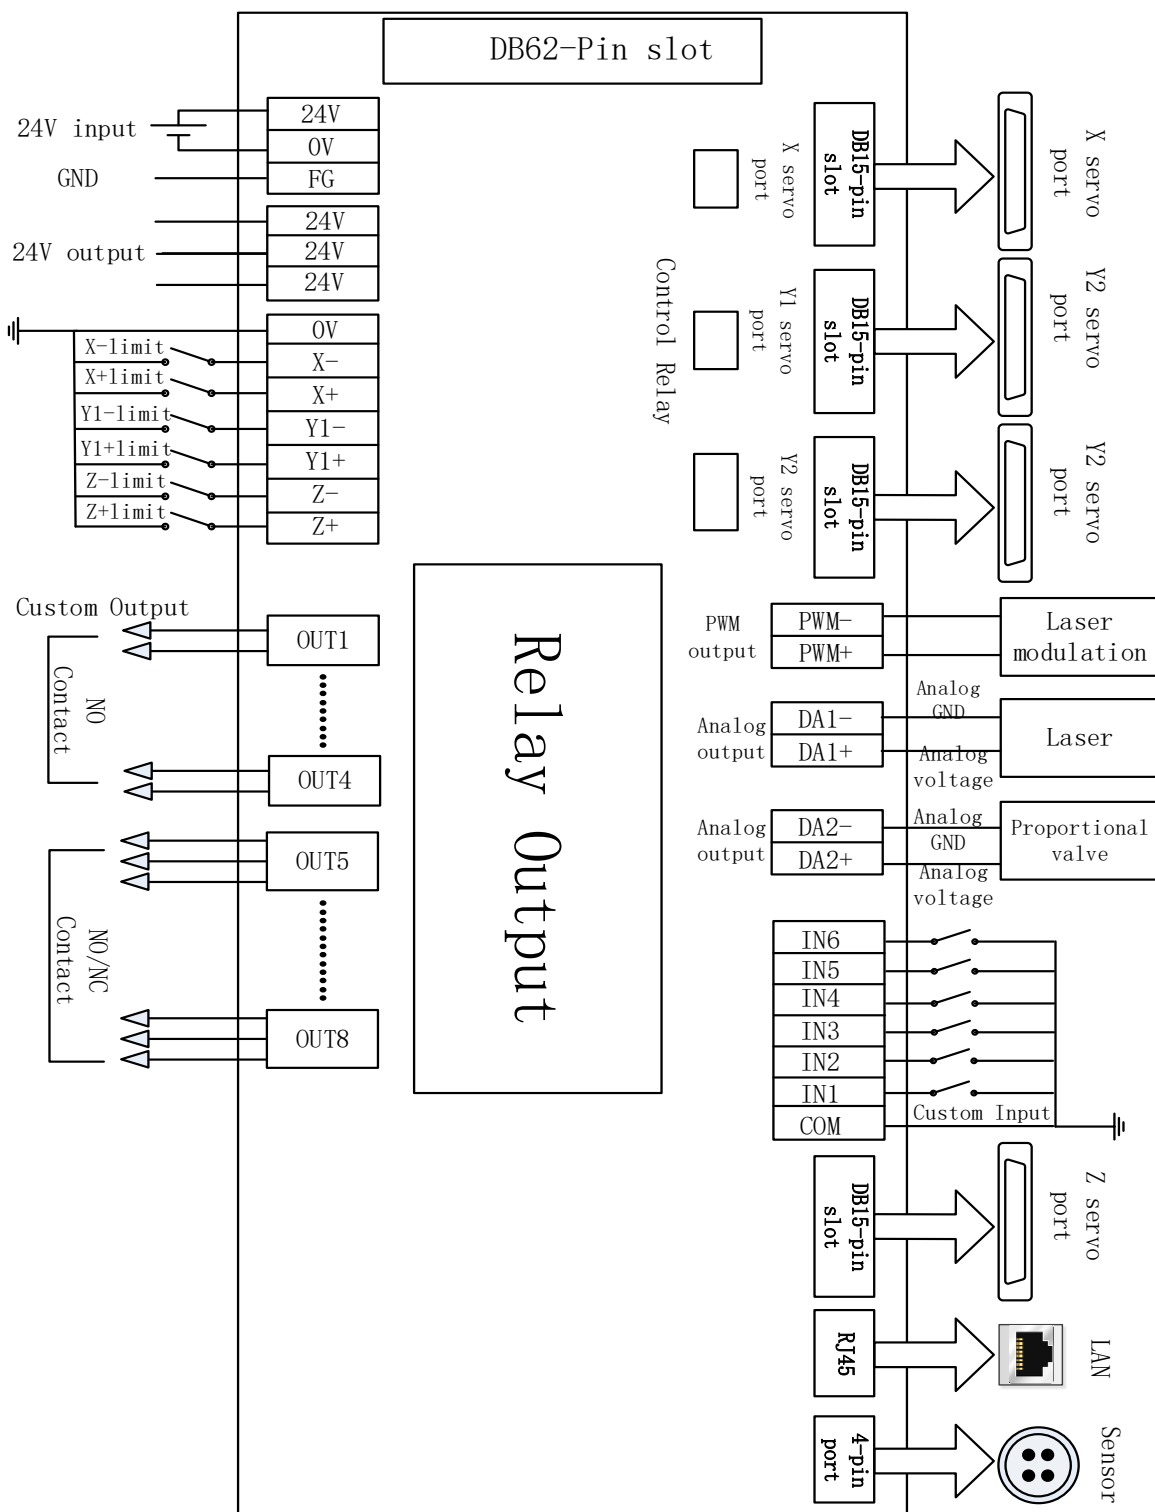 DB62-Pin slot
24V input
24V
0V
GND
FG
24V output
24V
24V
24V
0V
X-limit
X-
X+limit
X+
Y1-limit
Y1-
Y1+limit
Y1+
Z-limit
Z-
Z+limit
Z+
Custom Output
NO
Contact
OUT1
OUT4
NO/NC
Contact
OUT5
OUT8
Relay Output
Control Relay
X servo
port
DB15-pin
slot
X servo
port
Y1 servo
port
DB15-pin
slot
Y2 servo
port
Y2 servo
port
DB15-pin
slot
Y2 servo
port
PWM
output
PWM-
PWM+
Laser
modulation
Analog
output
DA1-
DA1+
Analog
GND
Analog
voltage
Laser
Analog
output
DA2-
DA2+
Analog
GND
Analog
voltage
Proportional
valve
IN6
IN5
IN4
IN3
IN2
IN1
COM
Custom Input
DB15-pin
slot
Z servo
port
RJ45
LAN
4-pin
port
Sensor